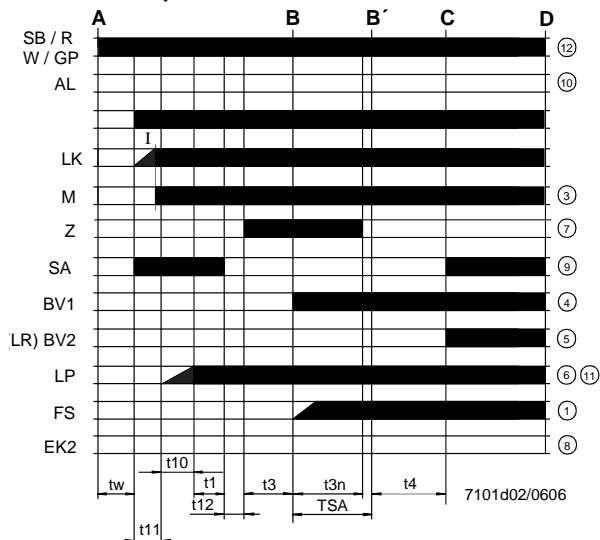 A B B´ C D
SB / R
W / GP 12
AL 10
I
LK
M 3
Z 7
SA 9
BV1 4
(LR) BV2 5
LP 6 11
FS 1
EK2 8
t10
tw t1 t3 t3n t4 7101d02/0606
t12 TSA
t11